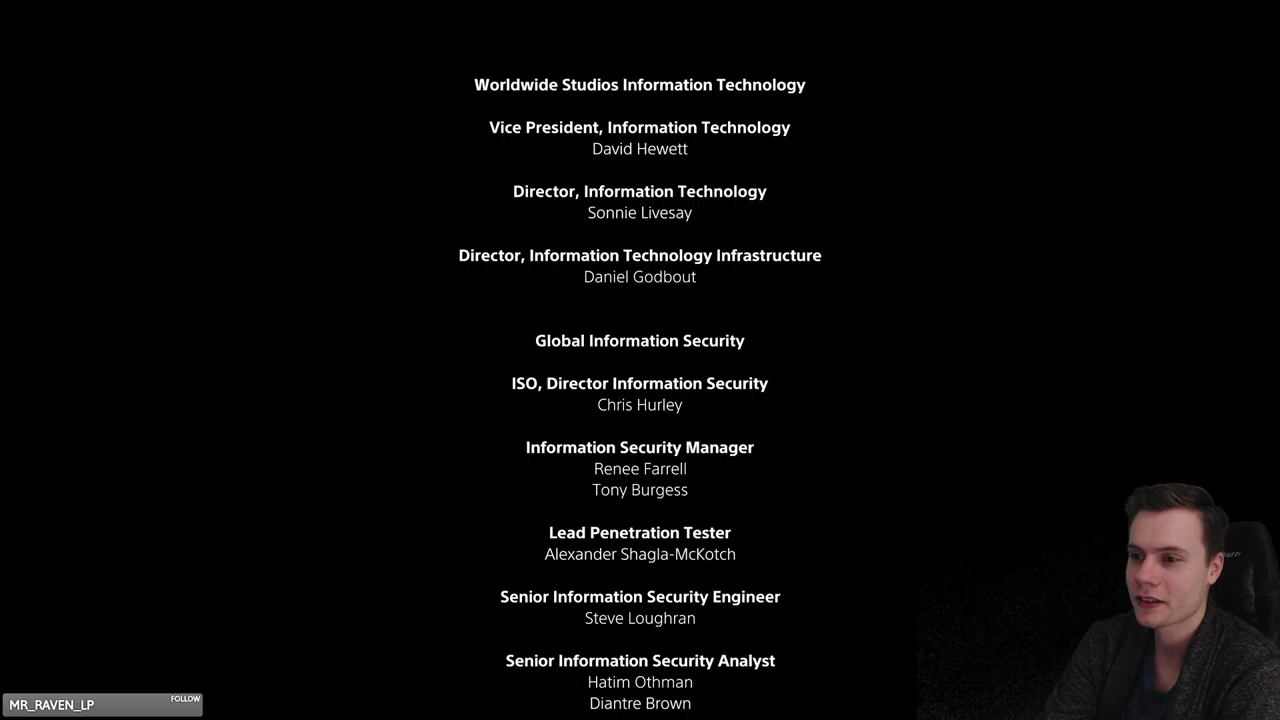 Worldwide Studios Information Technology
Vice President, Information Technology
David Hewett
Director, Information Technology
Sonnie Livesay
Director, Information Technology Infrastructure
Daniel Godbout
Global Information Security
ISO, Director Information Security
Chris Hurley
Information Security Manager
Renee Farrell
Tony Burgess
Lead Penetration Tester
Alexander Shagla-McKotch
Senior Information Security Engineer
Steve Loughran
Senior Information Security Analyst
Hatim Othman
Diantre Brown
MR_RAVEN_LP
FOLLOW